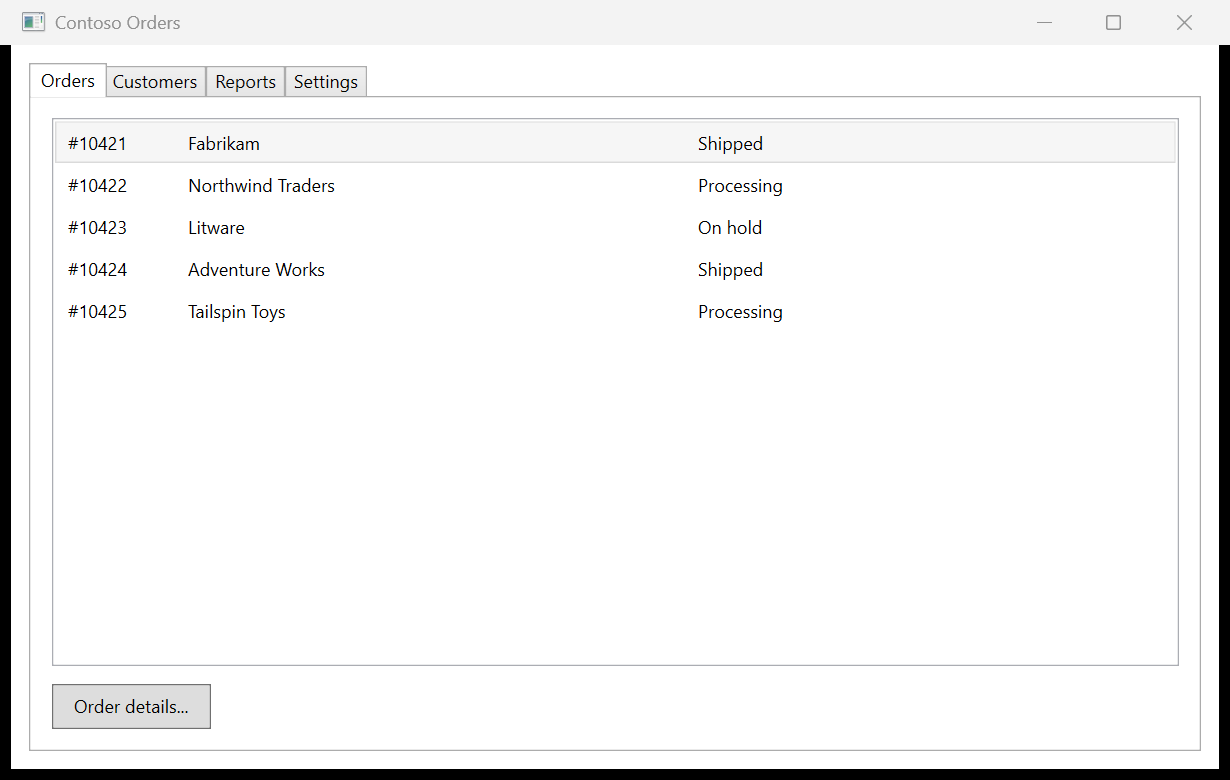 Contoso Orders
Orders Customers Reports Settings
#10421 Fabrikam Shipped
#10422 Northwind Traders Processing
#10423 Litware On hold
#10424 Adventure Works Shipped
#10425 Tailspin Toys Processing
Order details...